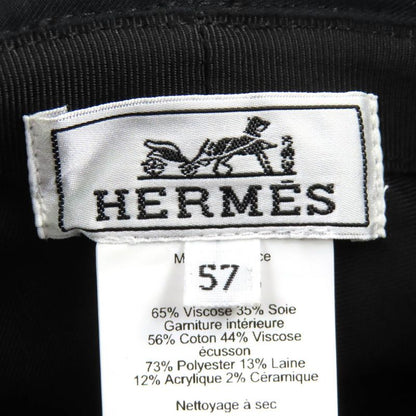 HERMÈS
57
65% Viscose 35% Soie
Garniture intérieure
56% Coton 44% Viscose
écusson
73% Polyester 13% Laine
12% Acrylique 2% Céramique
Nettoyage à sec